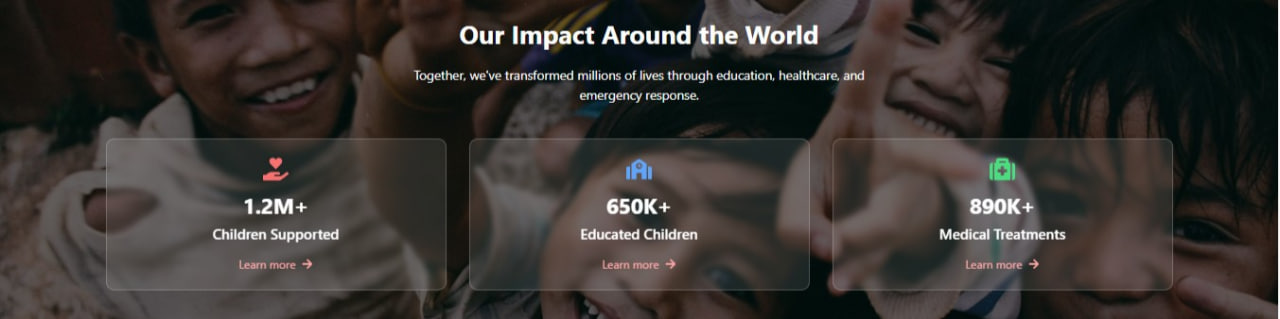 Our Impact Around the World
Together, we've transformed millions of lives through education, healthcare, and
emergency response.
1.2M+
Children Supported
Learn more →
650K+
Educated Children
Learn more →
890K+
Medical Treatments
Learn more →